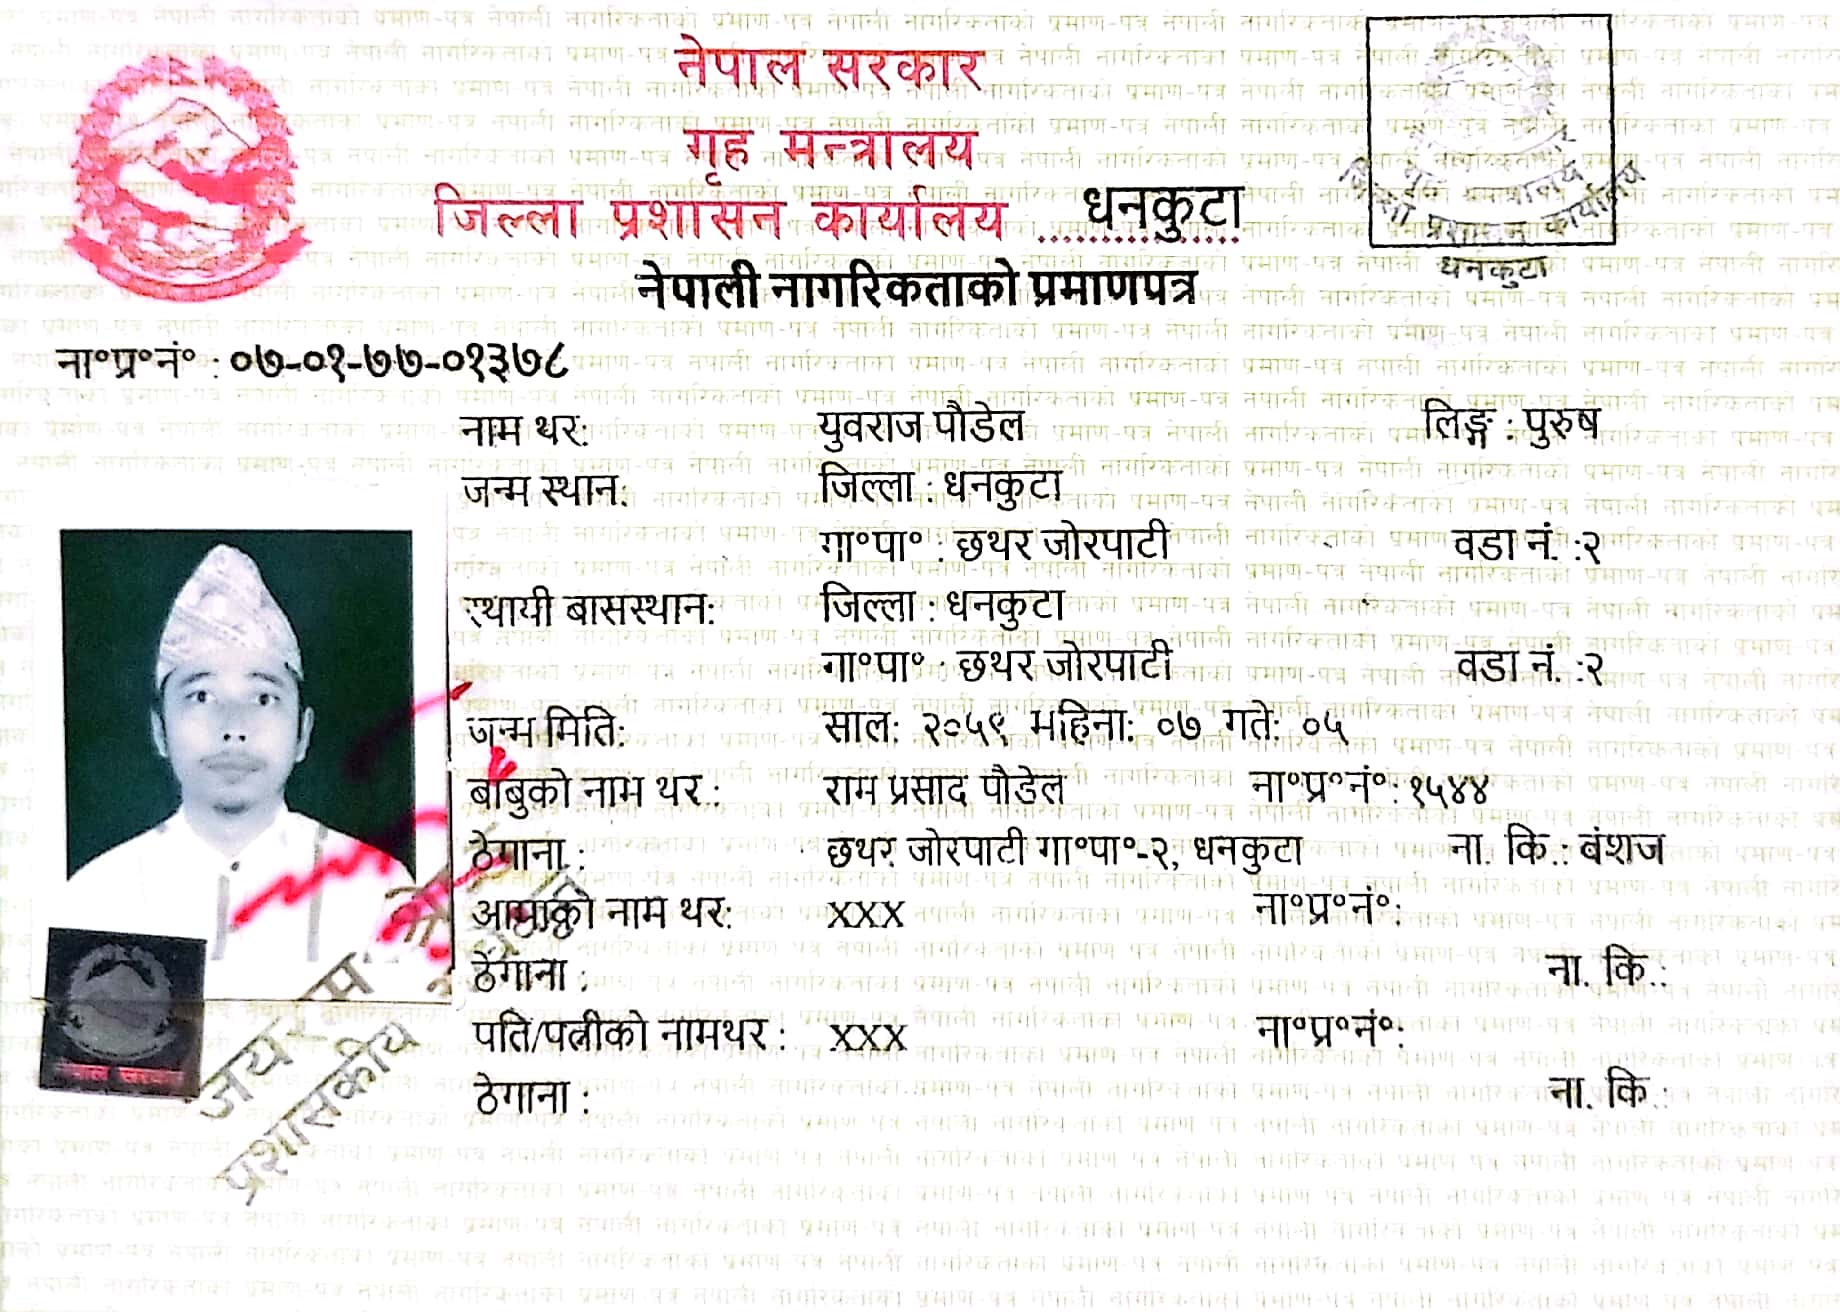 नेपाल सरकार
गृह मन्त्रालय
जिल्ला प्रशासन कार्यालय ..................
धनकुटा
नेपाली नागरिकताको प्रमाणपत्र
जिल्ला प्रशासन कार्यालय
धनकुटा
ना॰प्र॰नं॰ : ०७-०१-७७-०१३७८
नाम थर: युवराज पौडेल लिङ्ग : पुरुष
जन्म स्थान: जिल्ला : धनकुटा
गा॰पा॰ : छथर जोरपाटी वडा नं. :२
स्थायी बासस्थान: जिल्ला : धनकुटा
गा॰पा॰ : छथर जोरपाटी वडा नं. :२
जन्म मिति: साल: २०५९ महिना: ०७ गते: ०५
बाबुको नाम थर : राम प्रसाद पौडेल ना॰प्र॰नं॰: १५४४
ठेगाना : छथर जोरपाटी गा॰पा॰-२, धनकुटा ना. कि.: बंशज
आमाको नाम थर: xxx ना॰प्र॰नं॰:
ठेगाना : ना. कि.:
पति/पत्नीको नामथर : xxx ना॰प्र॰नं॰:
ठेगाना : ना. कि.:
नेपाल सरकार
प्रशासकीय